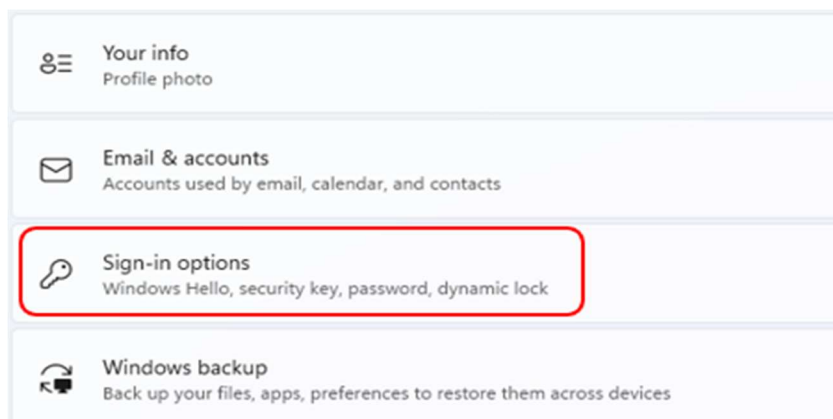 Your info
Profile photo
Email & accounts
Accounts used by email, calendar, and contacts
Sign-in options
Windows Hello, security key, password, dynamic lock
Windows backup
Back up your files, apps, preferences to restore them across devices